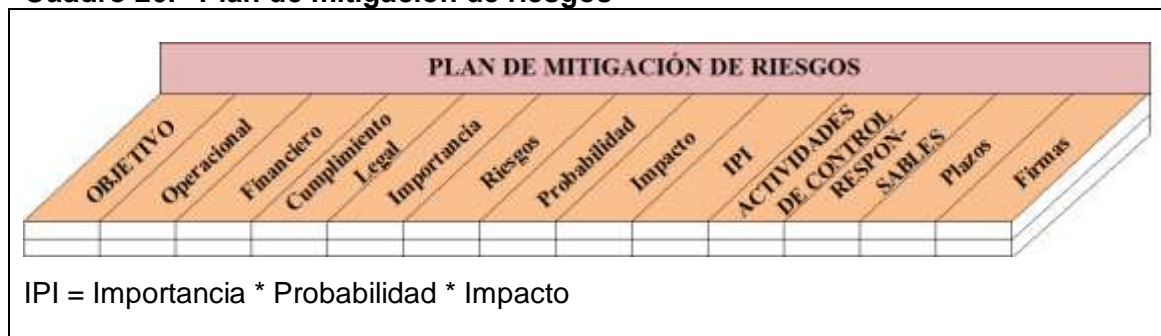 Cuadro 20. Plan de mitigación de riesgos
PLAN DE MITIGACIÓN DE RIESGOS
OBJETIVO
Operacional
Financiero
Cumplimiento
Legal
Importancia
Riesgos
Probabilidad
Impacto
IPI
ACTIVIDADES
DE CONTROL
RESPON-
SABLES
Plazos
Firmas
IPI = Importancia * Probabilidad * Impacto